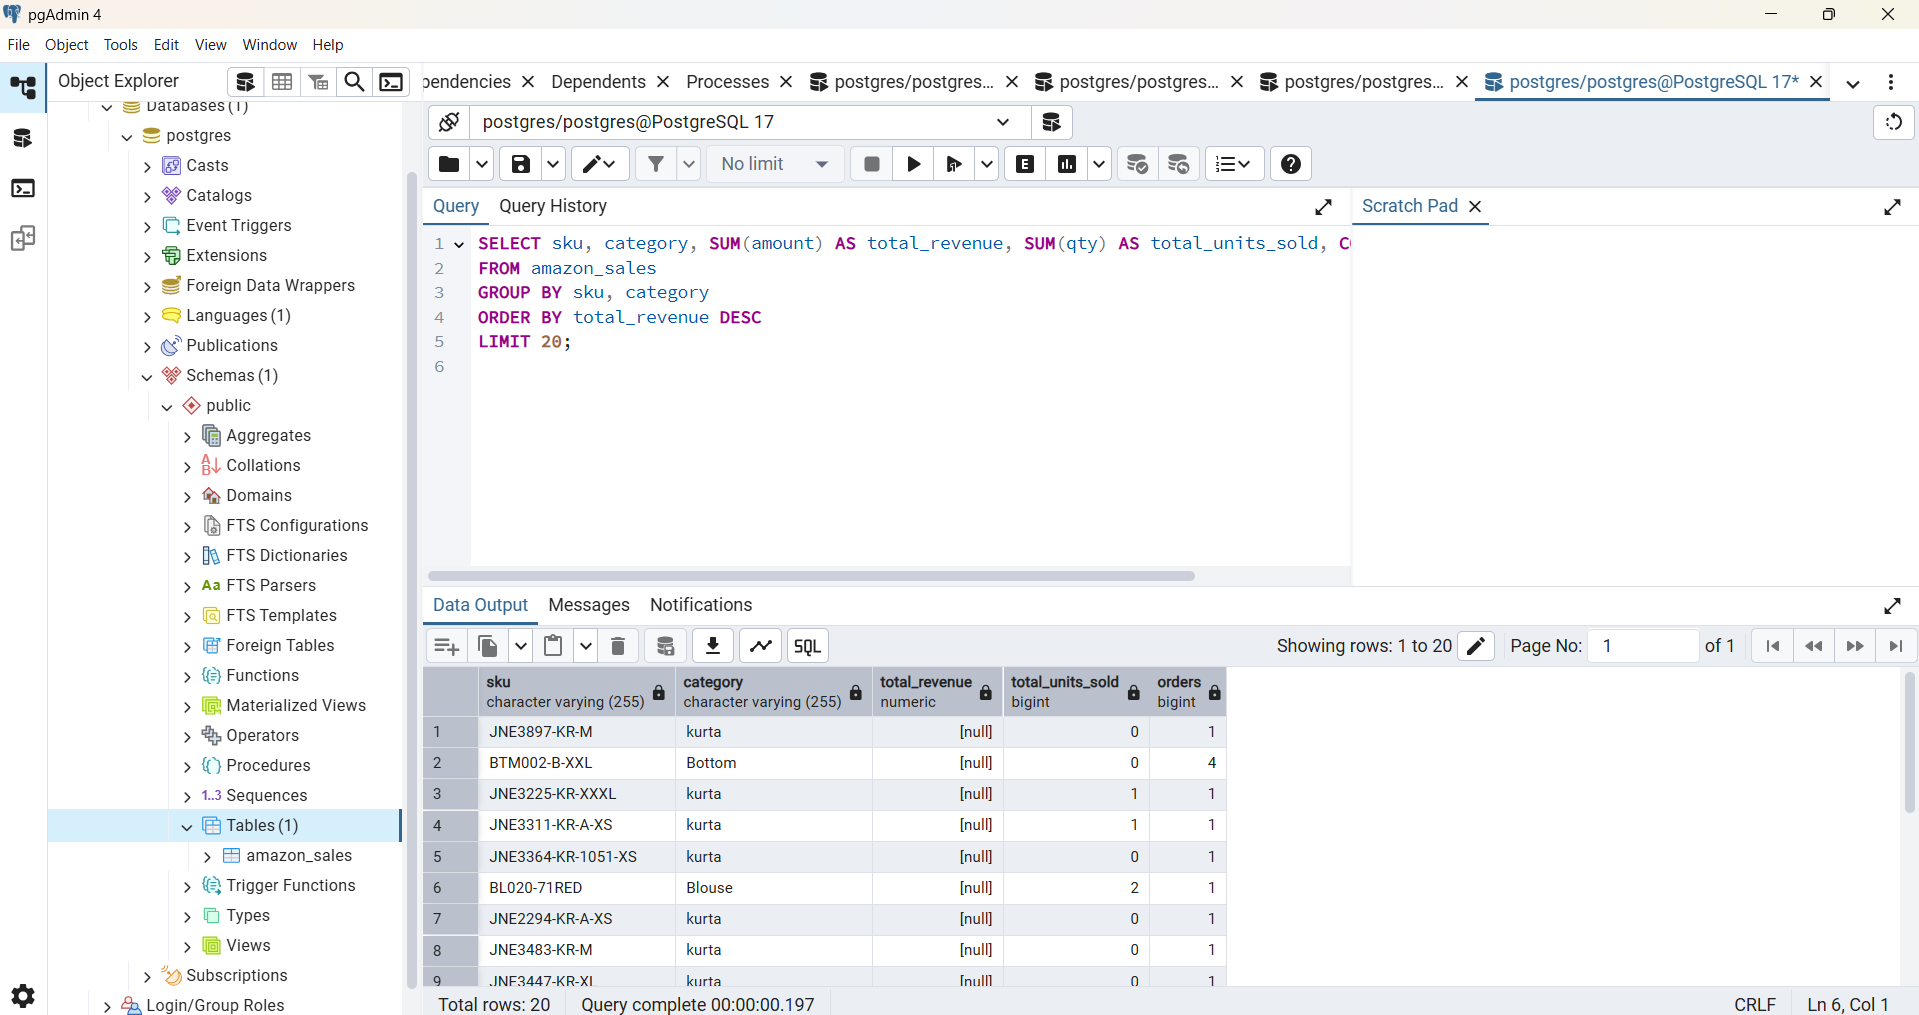 pgAdmin 4
File Object Tools Edit View Window Help
Object Explorer
pendencies Dependents Processes postgres/postgres... postgres/postgres... postgres/postgres... postgres/postgres@PostgreSQL 17*
Databases (1)
postgres
Casts
Catalogs
Event Triggers
Extensions
Foreign Data Wrappers
Languages (1)
Publications
Schemas (1)
public
Aggregates
Collations
Domains
FTS Configurations
FTS Dictionaries
Aa FTS Parsers
FTS Templates
Foreign Tables
Functions
Materialized Views
Operators
Procedures
1..3 Sequences
Tables (1)
amazon_sales
Trigger Functions
Types
Views
Subscriptions
Login/Group Roles
postgres/postgres@PostgreSQL 17
No limit
E
Query Query History
Scratch Pad
1 SELECT sku, category, SUM(amount) AS total_revenue, SUM(qty) AS total_units_sold, C
2 FROM amazon_sales
3 GROUP BY sku, category
4 ORDER BY total_revenue DESC
5 LIMIT 20;
6
Data Output Messages Notifications
SQL
Showing rows: 1 to 20 Page No: 1 of 1
sku category total_revenue total_units_sold orders
character varying (255) character varying (255) numeric bigint bigint
1 JNE3897-KR-M kurta [null] 0 1
2 BTM002-B-XXL Bottom [null] 0 4
3 JNE3225-KR-XXXL kurta [null] 1 1
4 JNE3311-KR-A-XS kurta [null] 1 1
5 JNE3364-KR-1051-XS kurta [null] 0 1
6 BL020-71RED Blouse [null] 2 1
7 JNE2294-KR-A-XS kurta [null] 0 1
8 JNE3483-KR-M kurta [null] 0 1
9 JNE3447-KR-XL kurta [null] 0 1
Total rows: 20 Query complete 00:00:00.197
CRLF Ln 6, Col 1